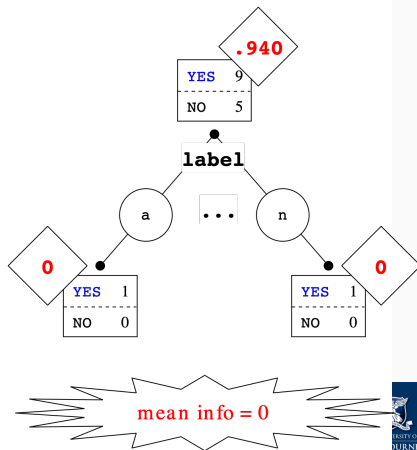 .940
YES 9
NO 5
label
a ... n
0 0
YES 1 YES 1
NO 0 NO 0
mean info = 0